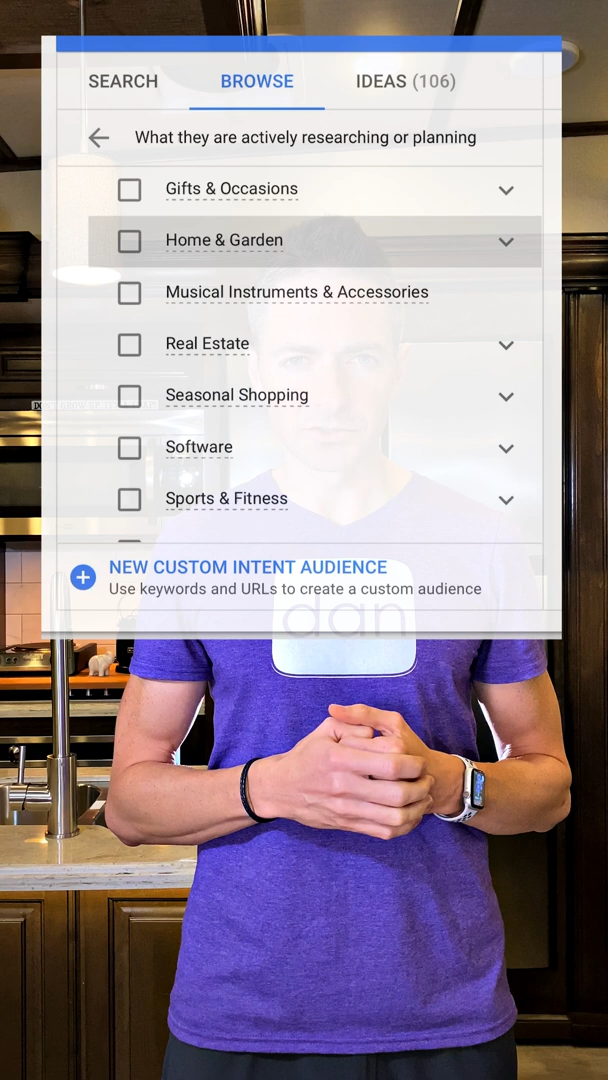 SEARCH BROWSE IDEAS (106)
What they are actively researching or planning
Gifts & Occasions
Home & Garden
Musical Instruments & Accessories
Real Estate
Seasonal Shopping
Software
Sports & Fitness
NEW CUSTOM INTENT AUDIENCE
Use keywords and URLs to create a custom audience
dan